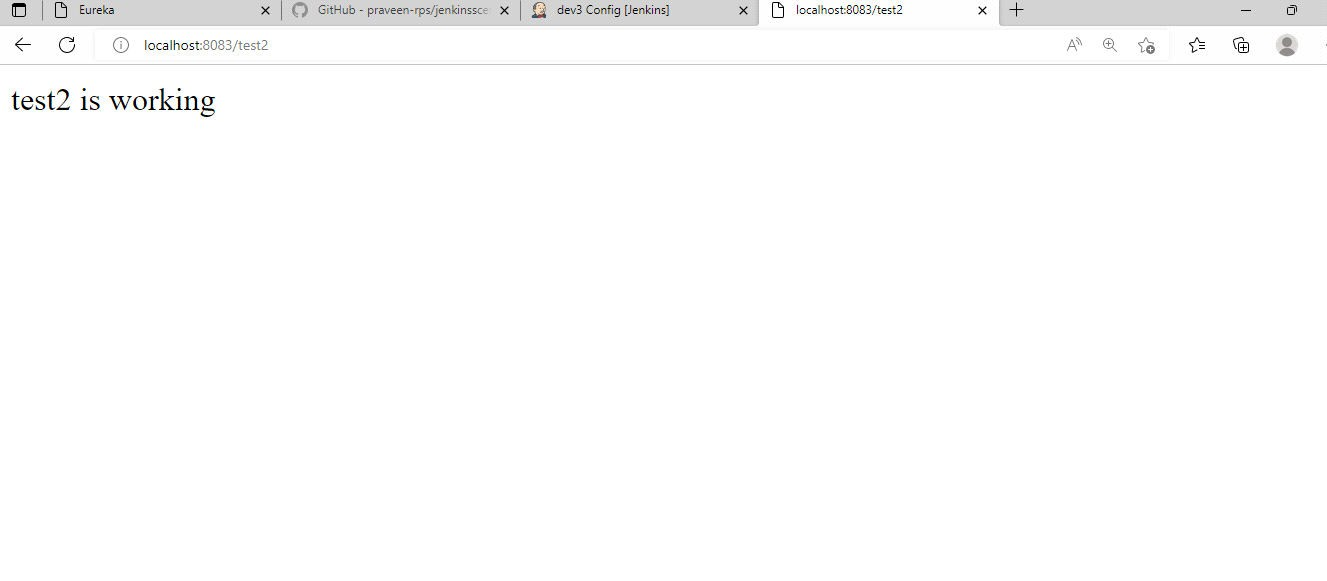 Eureka
GitHub - praveen-rps/jenkinssce
dev3 Config [Jenkins]
localhost:8083/test2
localhost:8083/test2
test2 is working